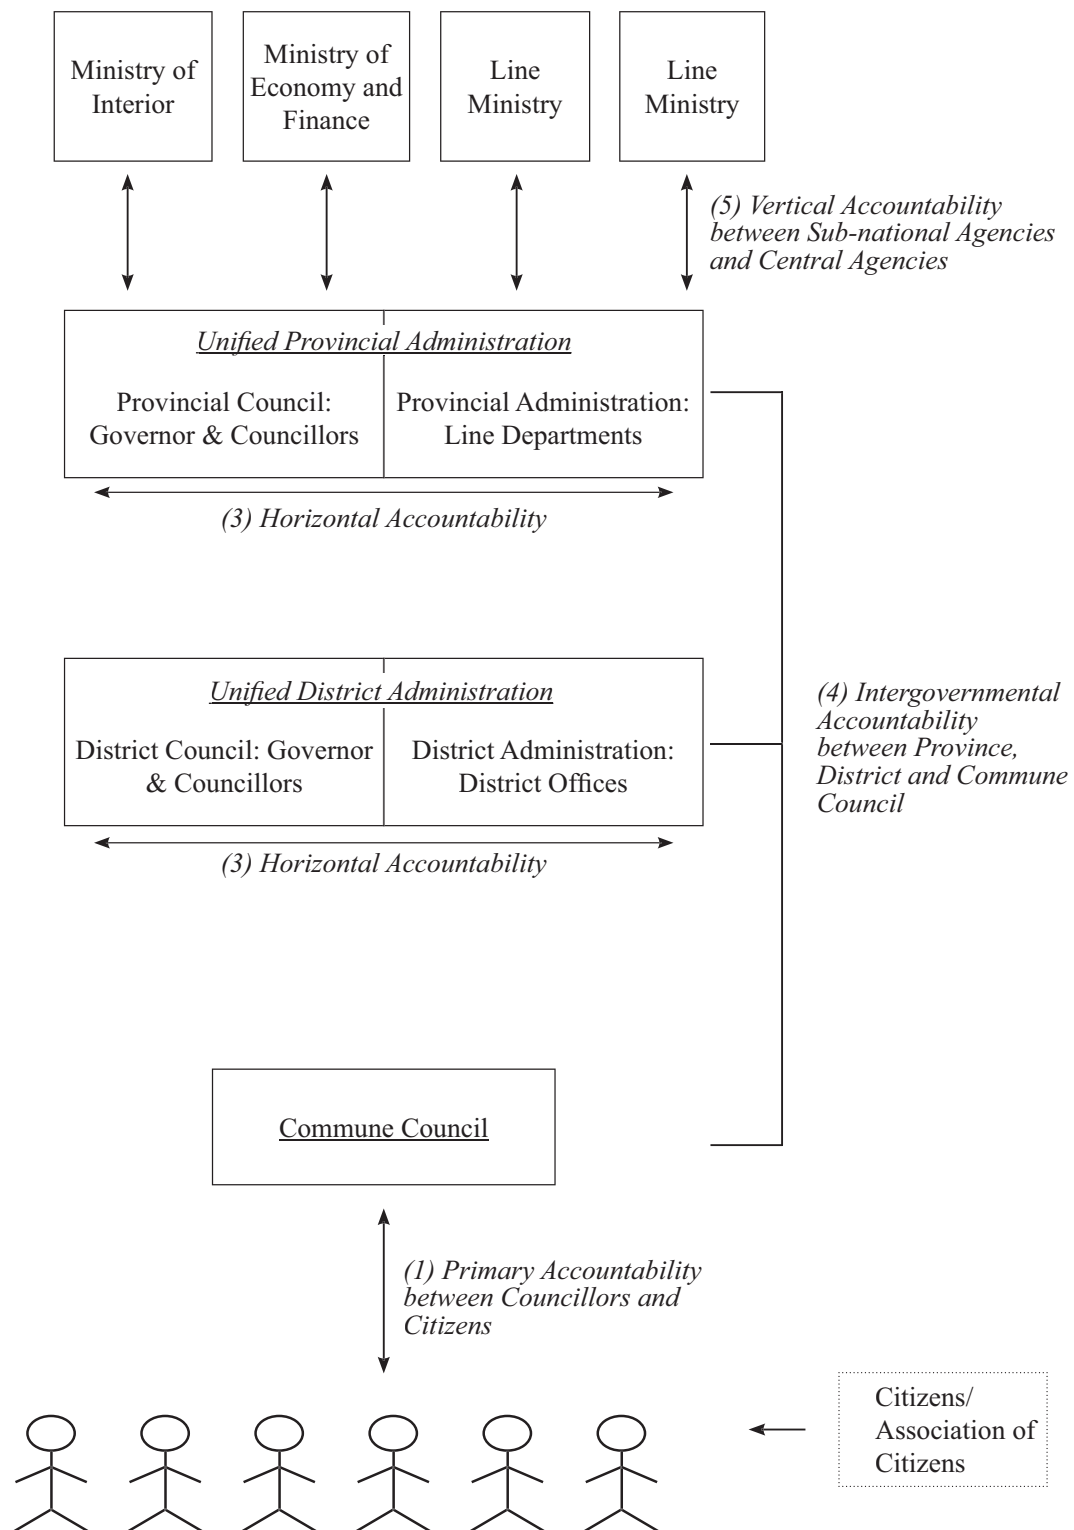 Ministry of
Interior
Ministry of
Economy and
Finance
Line
Ministry
Line
Ministry
(5) Vertical Accountability
between Sub-national Agencies
and Central Agencies
Unified Provincial Administration
Provincial Council:
Governor & Councillors
Provincial Administration:
Line Departments
(3) Horizontal Accountability
Unified District Administration
District Council: Governor
& Councillors
District Administration:
District Offices
(3) Horizontal Accountability
(4) Intergovernmental
Accountability
between Province,
District and Commune
Council
Commune Council
(1) Primary Accountability
between Councillors and
Citizens
Citizens/
Association of
Citizens